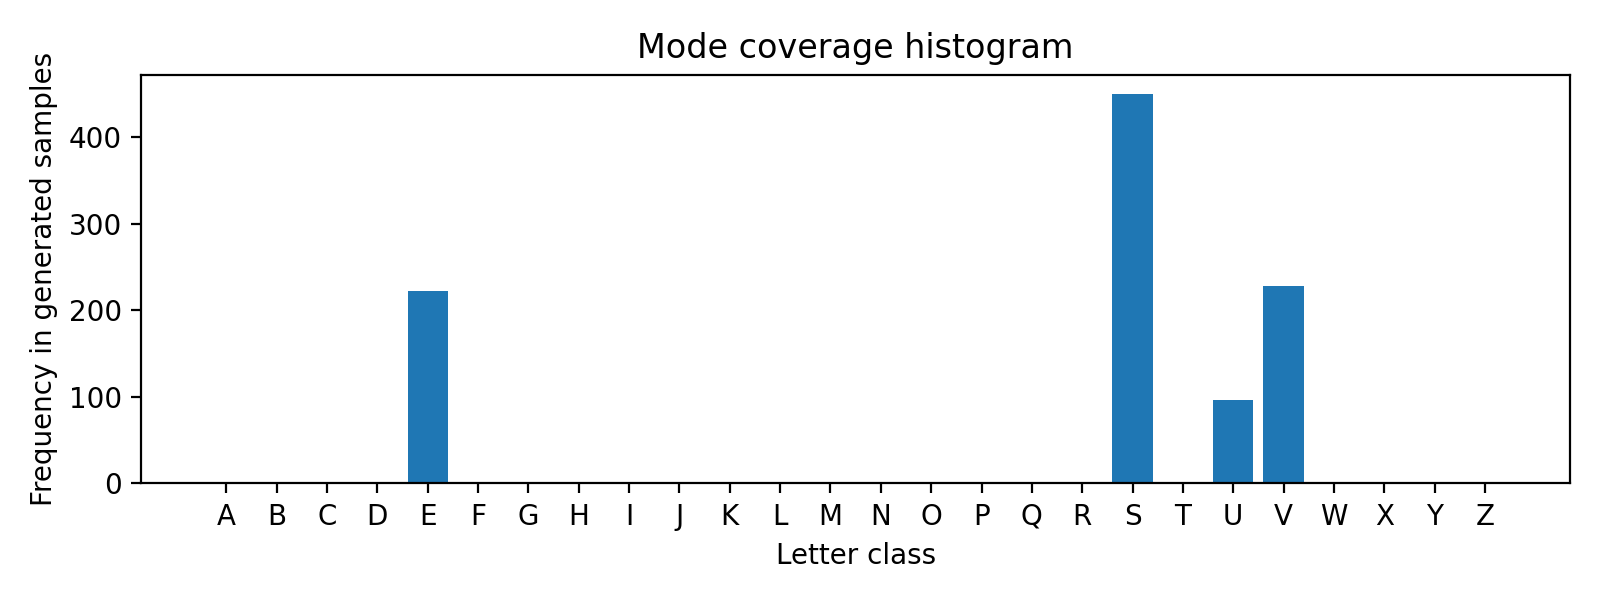 Mode coverage histogram
Frequency in generated samples
400
300
200
100
0
A B C D E F G H I J K L M N O P Q R S T U V W X Y Z
Letter class